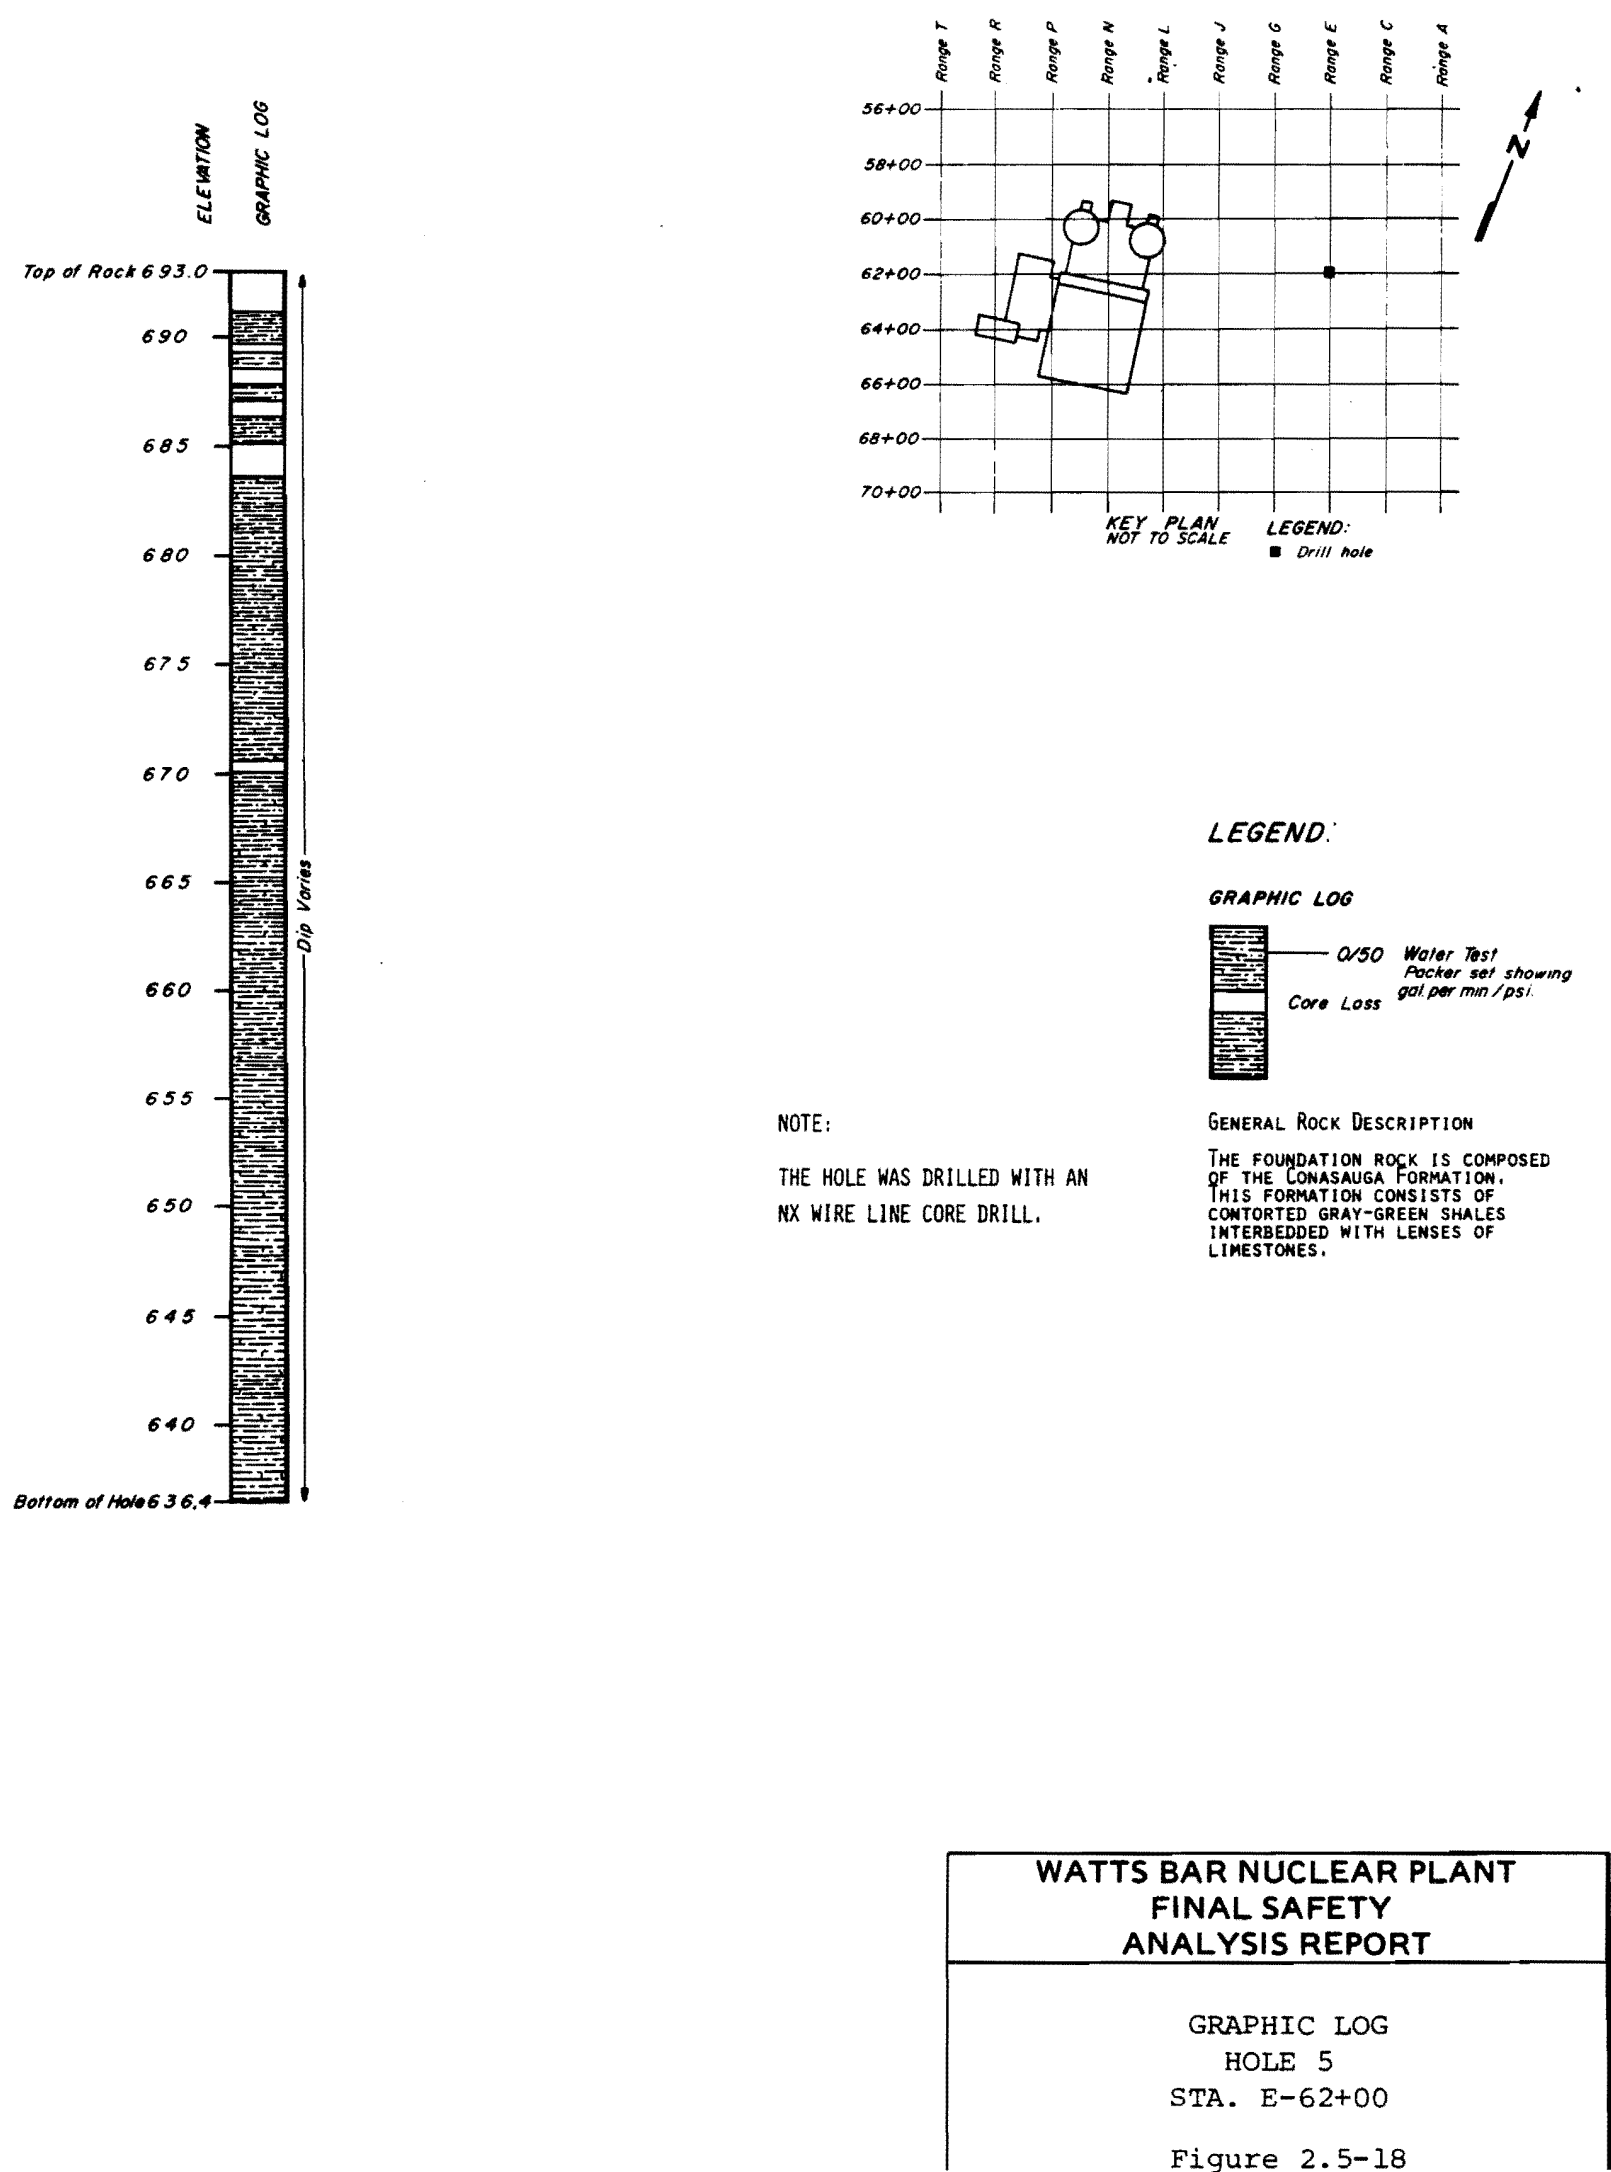 ELEVATION
GRAPHIC LOG
Top of Rock 693.0
690
685
680
675
670
665
660
655
650
645
640
Bottom of Hole 636.4
Dip Varies
Range T
Range R
Range P
Range N
Range L
Range J
Range G
Range E
Range C
Range A
56+00
58+00
60+00
62+00
64+00
66+00
68+00
70+00
N
KEY PLAN
NOT TO SCALE
LEGEND:
Drill hole
LEGEND:
GRAPHIC LOG
0/50 Water Test
Packer set showing
gal. per min / psi.
Core Loss
NOTE:
THE HOLE WAS DRILLED WITH AN
NX WIRE LINE CORE DRILL.
GENERAL ROCK DESCRIPTION
THE FOUNDATION ROCK IS COMPOSED
OF THE CONASAUGA FORMATION.
THIS FORMATION CONSISTS OF
CONTORTED GRAY-GREEN SHALES
INTERBEDDED WITH LENSES OF
LIMESTONES.
WATTS BAR NUCLEAR PLANT
FINAL SAFETY
ANALYSIS REPORT
GRAPHIC LOG
HOLE 5
STA. E-62+00
Figure 2.5-18